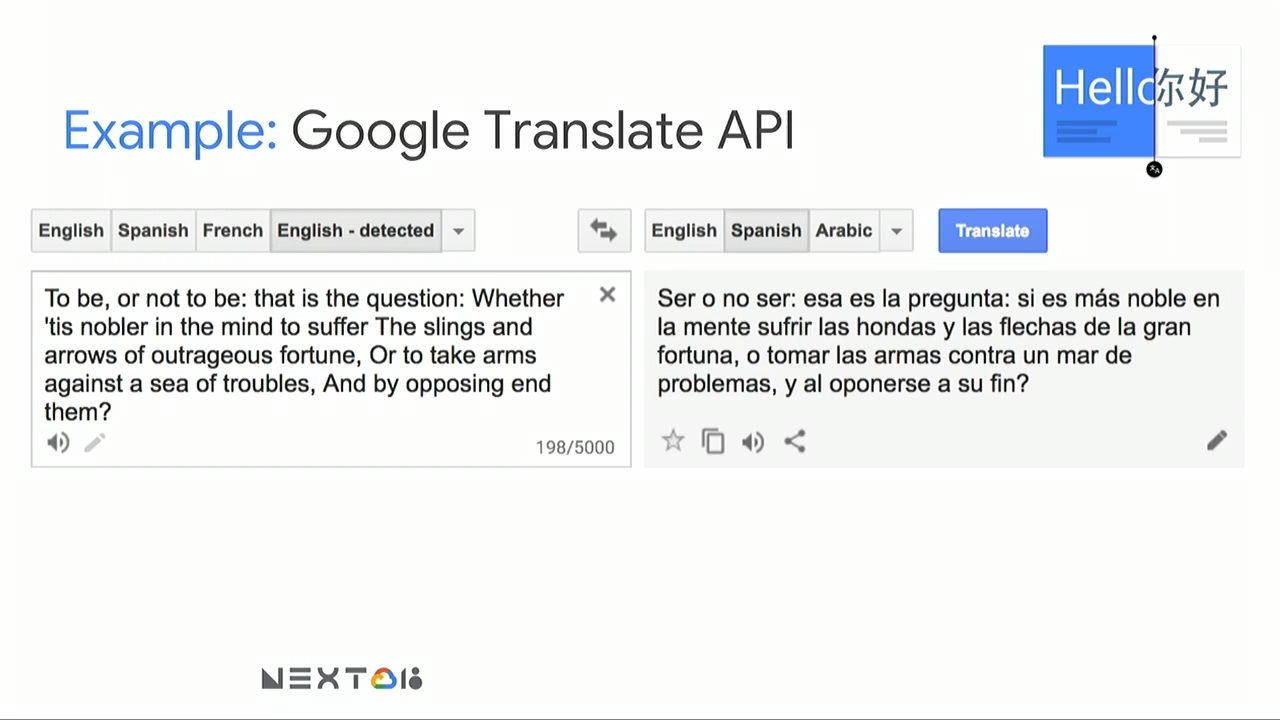 Hello你好
Example: Google Translate API
English Spanish French English - detected
English Spanish Arabic Translate
To be, or not to be: that is the question: Whether
'tis nobler in the mind to suffer The slings and
arrows of outrageous fortune, Or to take arms
against a sea of troubles, And by opposing end
them?
198/5000
Ser o no ser: esa es la pregunta: si es más noble en
la mente sufrir las hondas y las flechas de la gran
fortuna, o tomar las armas contra un mar de
problemas, y al oponerse a su fin?
NEXT 18